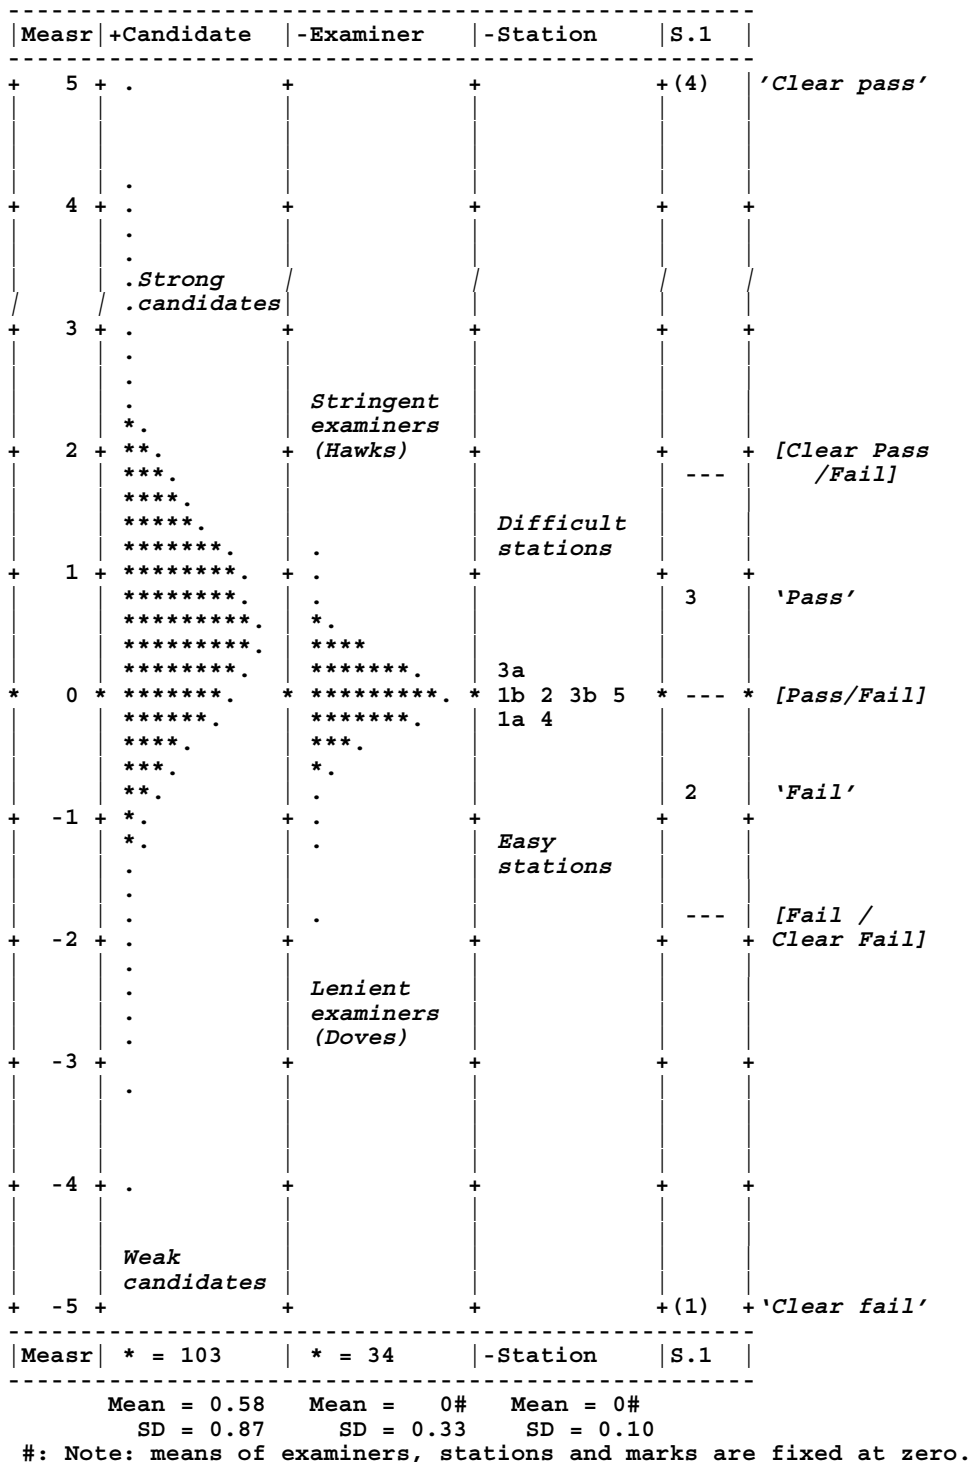 -----------------------------------------------------
|Measr|+Candidate |-Examiner |-Station |S.1 |
-----------------------------------------------------
+ 5 + . + + +(4) |'Clear pass'
| | | | | |
| | | | | |
| | | | | |
| | . | | | |
+ 4 + . + + + +
| | . | | | |
| | . | | | |
| | .Strong / / / /
/ / .candidates| | | |
+ 3 + . + + + +
| | . | | | |
| | . | | | |
| | . | Stringent | | |
| | *. | examiners | | |
+ 2 + **. + (Hawks) + + + [Clear Pass
| | ***. | | | --- | /Fail]
| | ****. | | | |
| | *****. | | Difficult | |
| | *******. | . | stations | |
+ 1 + ********. + . + + +
| | ********. | . | | 3 | ‘Pass’
| | *********. | *. | | |
| | *********. | **** | | |
| | ********. | *******. | 3a | |
* 0 * *******. * *********. * 1b 2 3b 5 * --- * [Pass/Fail]
| | ******. | *******. | 1a 4 | |
| | ****. | ***. | | |
| | ***. | *. | | |
| | **. | . | | 2 | ‘Fail’
+ -1 + *. + . + + +
| | *. | . | Easy | |
| | . | | stations | |
| | . | | | |
| | . | . | | --- | [Fail /
+ -2 + . + + + + Clear Fail]
| | . | | | |
| | . | Lenient | | |
| | . | examiners | | |
| | . | (Doves) | | |
+ -3 + + + + +
| | . | | | |
| | | | | |
| | | | | |
| | | | | |
+ -4 + . + + + +
| | | | | |
| | | | | |
| | Weak | | | |
| | candidates | | | |
+ -5 + + + +(1) +‘Clear fail’
-----------------------------------------------------
|Measr| * = 103 | * = 34 |-Station |S.1 |
-----------------------------------------------------
Mean = 0.58 Mean = 0# Mean = 0#
SD = 0.87 SD = 0.33 SD = 0.10
#: Note: means of examiners, stations and marks are fixed at zero.